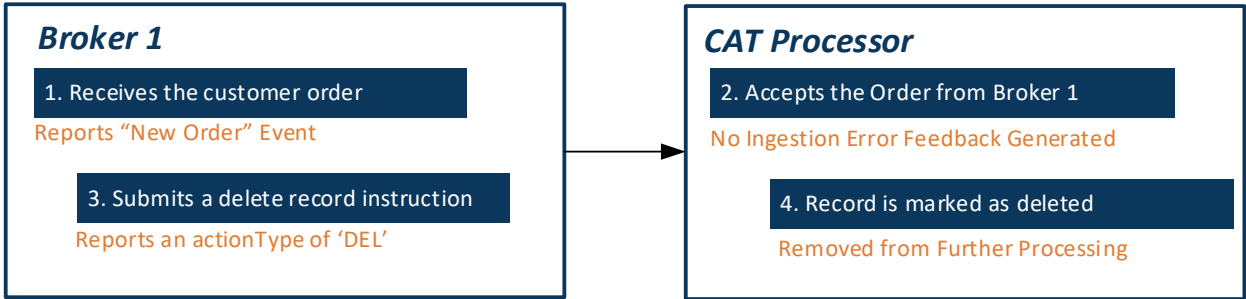 Broker 1
1. Receives the customer order
Reports “New Order” Event
3. Submits a delete record instruction
Reports an actionType of ‘DEL’
CAT Processor
2. Accepts the Order from Broker 1
No Ingestion Error Feedback Generated
4. Record is marked as deleted
Removed from Further Processing